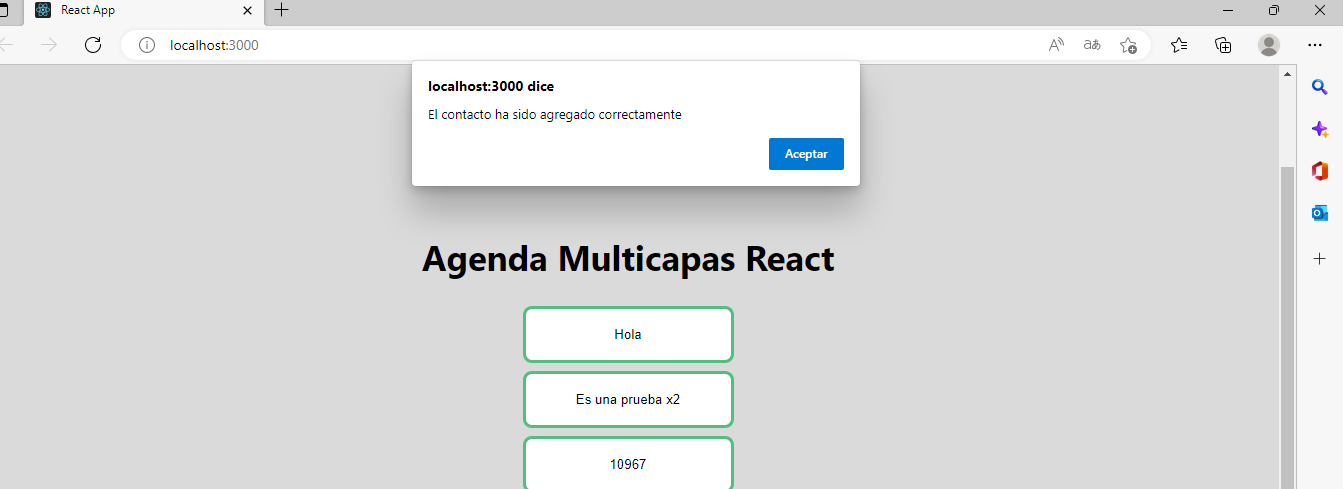 React App
localhost:3000
localhost:3000 dice
El contacto ha sido agregado correctamente
Aceptar
Agenda Multicapas React
Hola
Es una prueba x2
10967